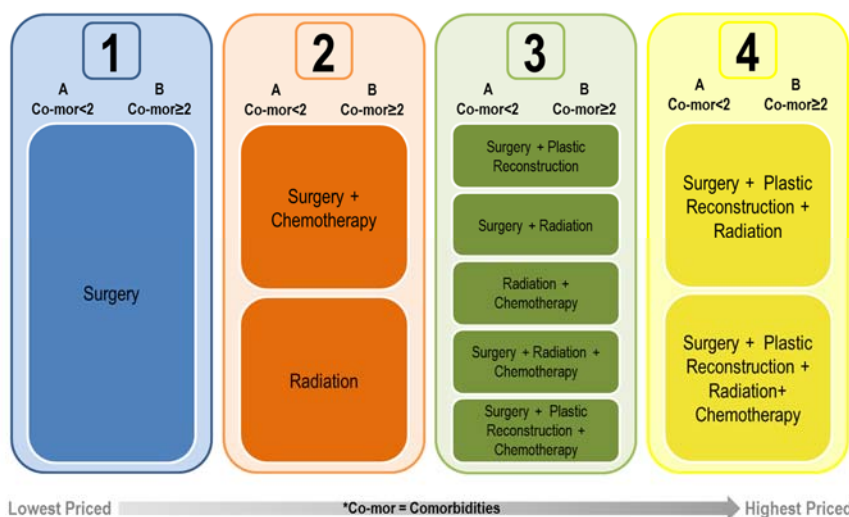 1
A B
Co-mor<2 Co-mor≥2
Surgery
2
A B
Co-mor<2 Co-mor≥2
Surgery +
Chemotherapy
Radiation
3
A B
Co-mor<2 Co-mor≥2
Surgery + Plastic
Reconstruction
Surgery + Radiation
Radiation +
Chemotherapy
Surgery + Radiation +
Chemotherapy
Surgery + Plastic
Reconstruction +
Chemotherapy
4
A B
Co-mor<2 Co-mor≥2
Surgery + Plastic
Reconstruction +
Radiation
Surgery + Plastic
Reconstruction +
Radiation+
Chemotherapy
Lowest Priced *Co-mor = Comorbidities Highest Priced